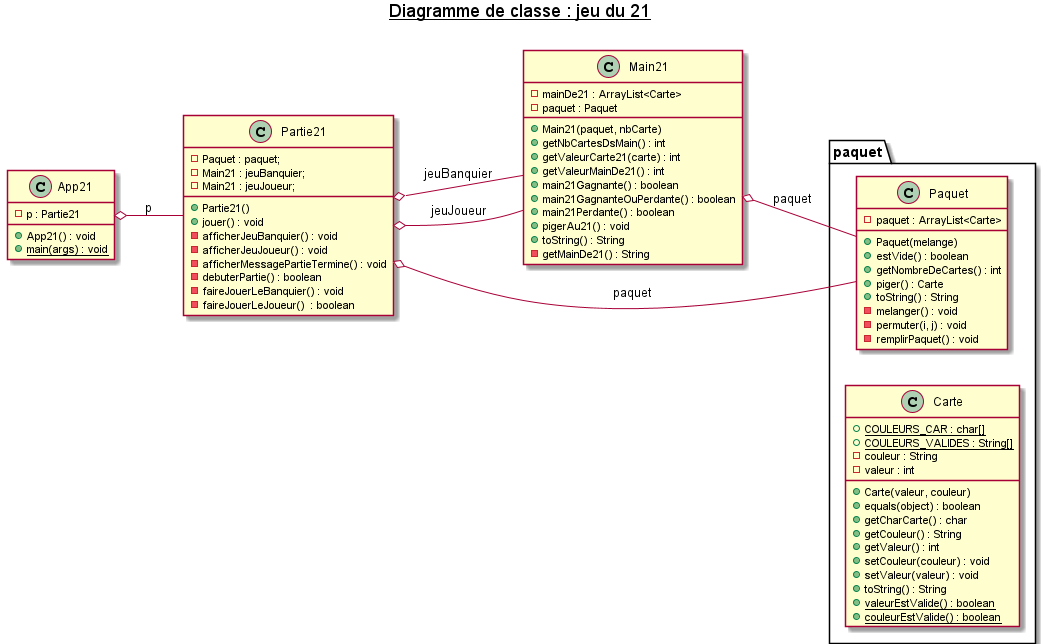 Diagramme de classe : jeu du 21
C App21
p : Partie21
App21() : void
main(args) : void
p
C Partie21
Paquet : paquet;
Main21 : jeuBanquier;
Main21 : jeuJoueur;
Partie21()
jouer() : void
afficherJeuBanquier() : void
afficherJeuJoueur() : void
afficherMessagePartieTermine() : void
debuterPartie() : boolean
faireJouerLeBanquier() : void
faireJouerLeJoueur() : boolean
jeuBanquier
jeuJoueur
paquet
C Main21
mainDe21 : ArrayList<Carte>
paquet : Paquet
Main21(paquet, nbCarte)
getNbCartesDsMain() : int
getValeurCarte21(carte) : int
getValeurMainDe21() : int
main21Gagnante() : boolean
main21GagnanteOuPerdante() : boolean
main21Perdante() : boolean
pigerAu21() : void
toString() : String
getMainDe21() : String
paquet
paquet
C Paquet
paquet : ArrayList<Carte>
Paquet(melange)
estVide() : boolean
getNombreDeCartes() : int
piger() : Carte
toString() : String
melanger() : void
permuter(i, j) : void
remplirPaquet() : void
C Carte
COULEURS_CAR : char[]
COULEURS_VALIDES : String[]
couleur : String
valeur : int
Carte(valeur, couleur)
equals(object) : boolean
getCharCarte() : char
getCouleur() : String
getValeur() : int
setCouleur(couleur) : void
setValeur(valeur) : void
toString() : String
valeurEstValide() : boolean
couleurEstValide() : boolean